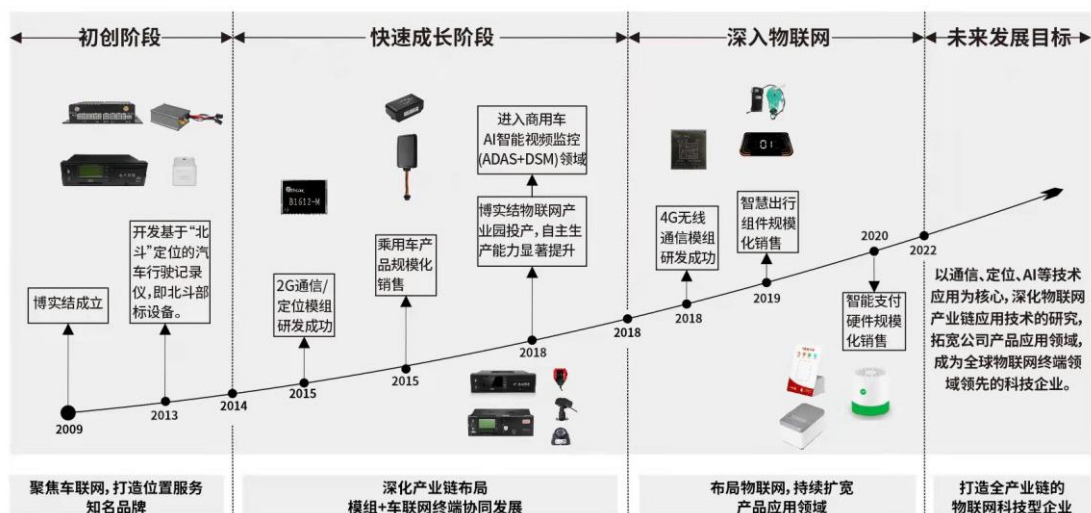 初创阶段
快速成长阶段
深入物联网
未来发展目标
博实结成立
2009
开发基于“北
斗”定位的汽
车行驶记录
仪，即北斗部
标设备。
2013
2014
B1612-M
2G通信/
定位模组
研发成功
2015
乘用车产
品规模化
销售
2015
进入商用车
AI智能视频监控
(ADAS+DSM)领域
博实结物联网产
业园投产，自主生
产能力显著提升
2018
2018
4G无线
通信模组
研发成功
2018
01
智慧出行
组件规模
化销售
2019
2020
智能支付
硬件规模
化销售
2022
以通信、定位、AI等技术
应用为核心，深化物联网
产业链应用技术的研究，
拓宽公司产品应用领域，
成为全球物联网终端领
域领先的科技企业。
聚焦车联网，打造位置服务
知名品牌
深化产业链布局
模组+车联网终端协同发展
布局物联网，持续扩宽
产品应用领域
打造全产业链的
物联网科技型企业